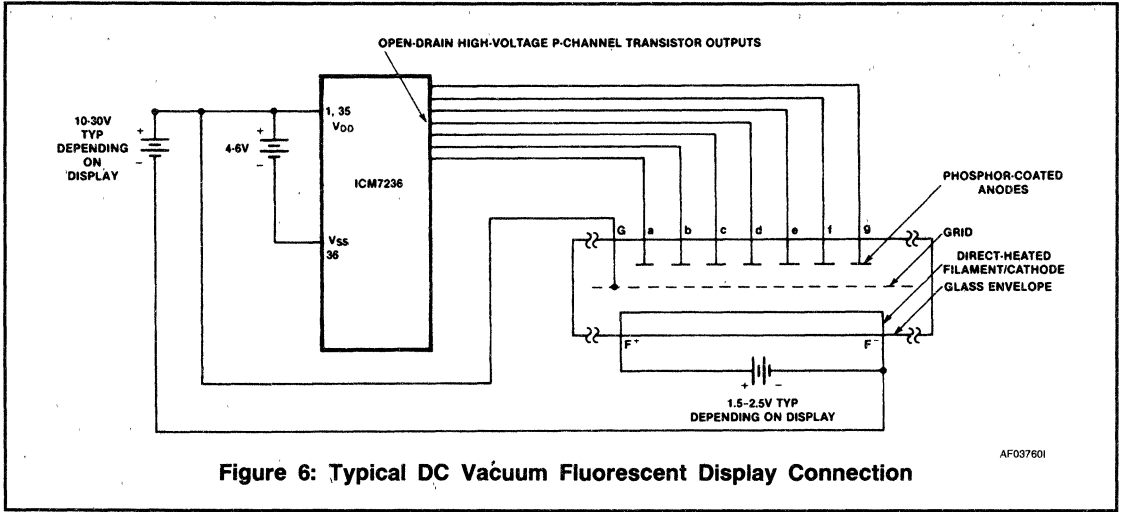 OPEN-DRAIN HIGH-VOLTAGE P-CHANNEL TRANSISTOR OUTPUTS
10-30V
TYP
DEPENDING
ON
DISPLAY
+
-
4-6V
+
-
1, 35
VDD
ICM7236
VSS
36
G a b c d e f g
PHOSPHOR-COATED
ANODES
GRID
DIRECT-HEATED
FILAMENT/CATHODE
GLASS ENVELOPE
F+
F-
+ -
1.5-2.5V TYP
DEPENDING ON DISPLAY
AF03760I
Figure 6: Typical DC Vacuum Fluorescent Display Connection